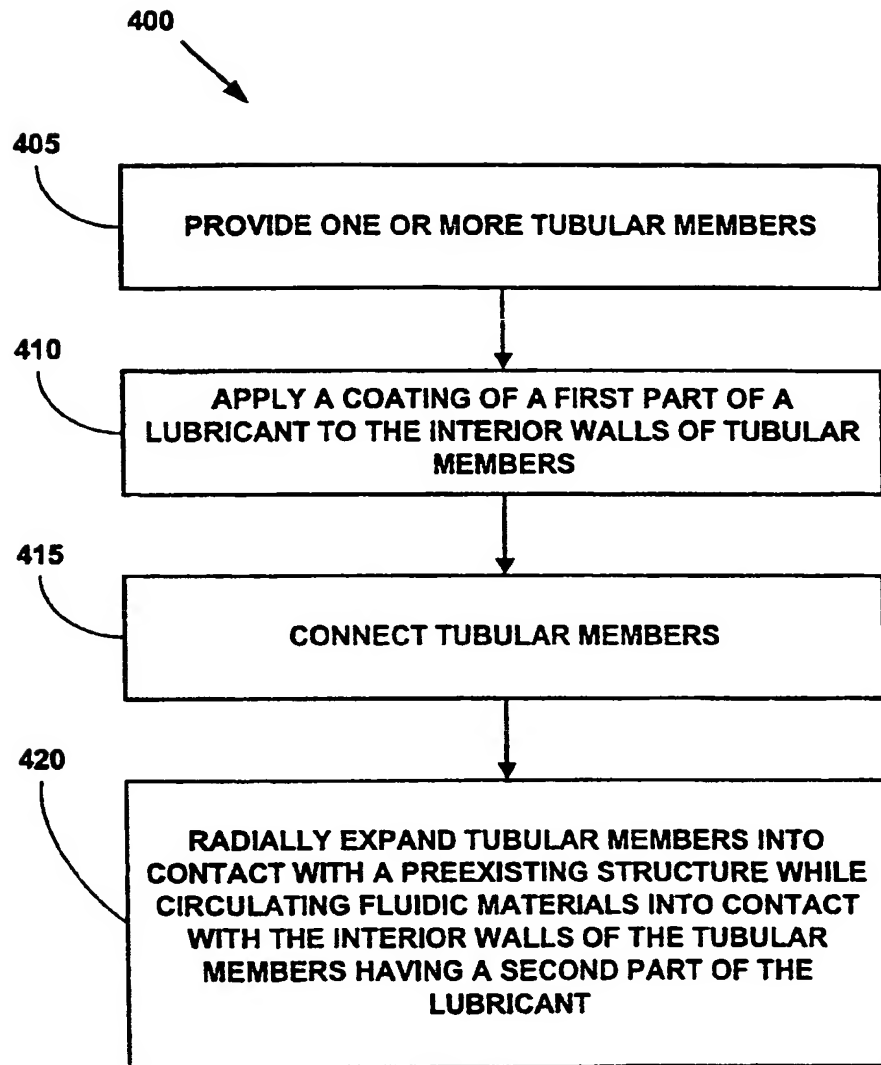 400
405
PROVIDE ONE OR MORE TUBULAR MEMBERS
410
APPLY A COATING OF A FIRST PART OF A
LUBRICANT TO THE INTERIOR WALLS OF TUBULAR
MEMBERS
415
CONNECT TUBULAR MEMBERS
420
RADIALLY EXPAND TUBULAR MEMBERS INTO
CONTACT WITH A PREEXISTING STRUCTURE WHILE
CIRCULATING FLUIDIC MATERIALS INTO CONTACT
WITH THE INTERIOR WALLS OF THE TUBULAR
MEMBERS HAVING A SECOND PART OF THE
LUBRICANT